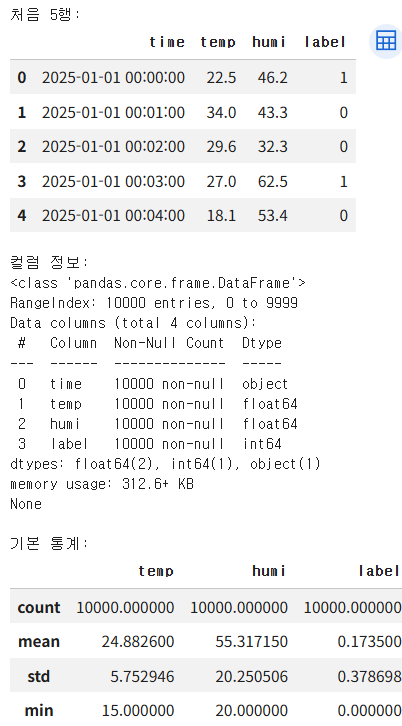 처음 5행:
time temp humi label
0 2025-01-01 00:00:00 22.5 46.2 1
1 2025-01-01 00:01:00 34.0 43.3 0
2 2025-01-01 00:02:00 29.6 32.3 0
3 2025-01-01 00:03:00 27.0 62.5 1
4 2025-01-01 00:04:00 18.1 53.4 0
컬럼 정보:
<class 'pandas.core.frame.DataFrame'>
RangeIndex: 10000 entries, 0 to 9999
Data columns (total 4 columns):
# Column Non-Null Count Dtype
--- ------ -------------- -----
0 time 10000 non-null object
1 temp 10000 non-null float64
2 humi 10000 non-null float64
3 label 10000 non-null int64
dtypes: float64(2), int64(1), object(1)
memory usage: 312.6+ KB
None
기본 통계:
temp humi label
count 10000.000000 10000.000000 10000.000000
mean 24.882600 55.317150 0.173500
std 5.752946 20.250506 0.378698
min 15.000000 20.000000 0.000000